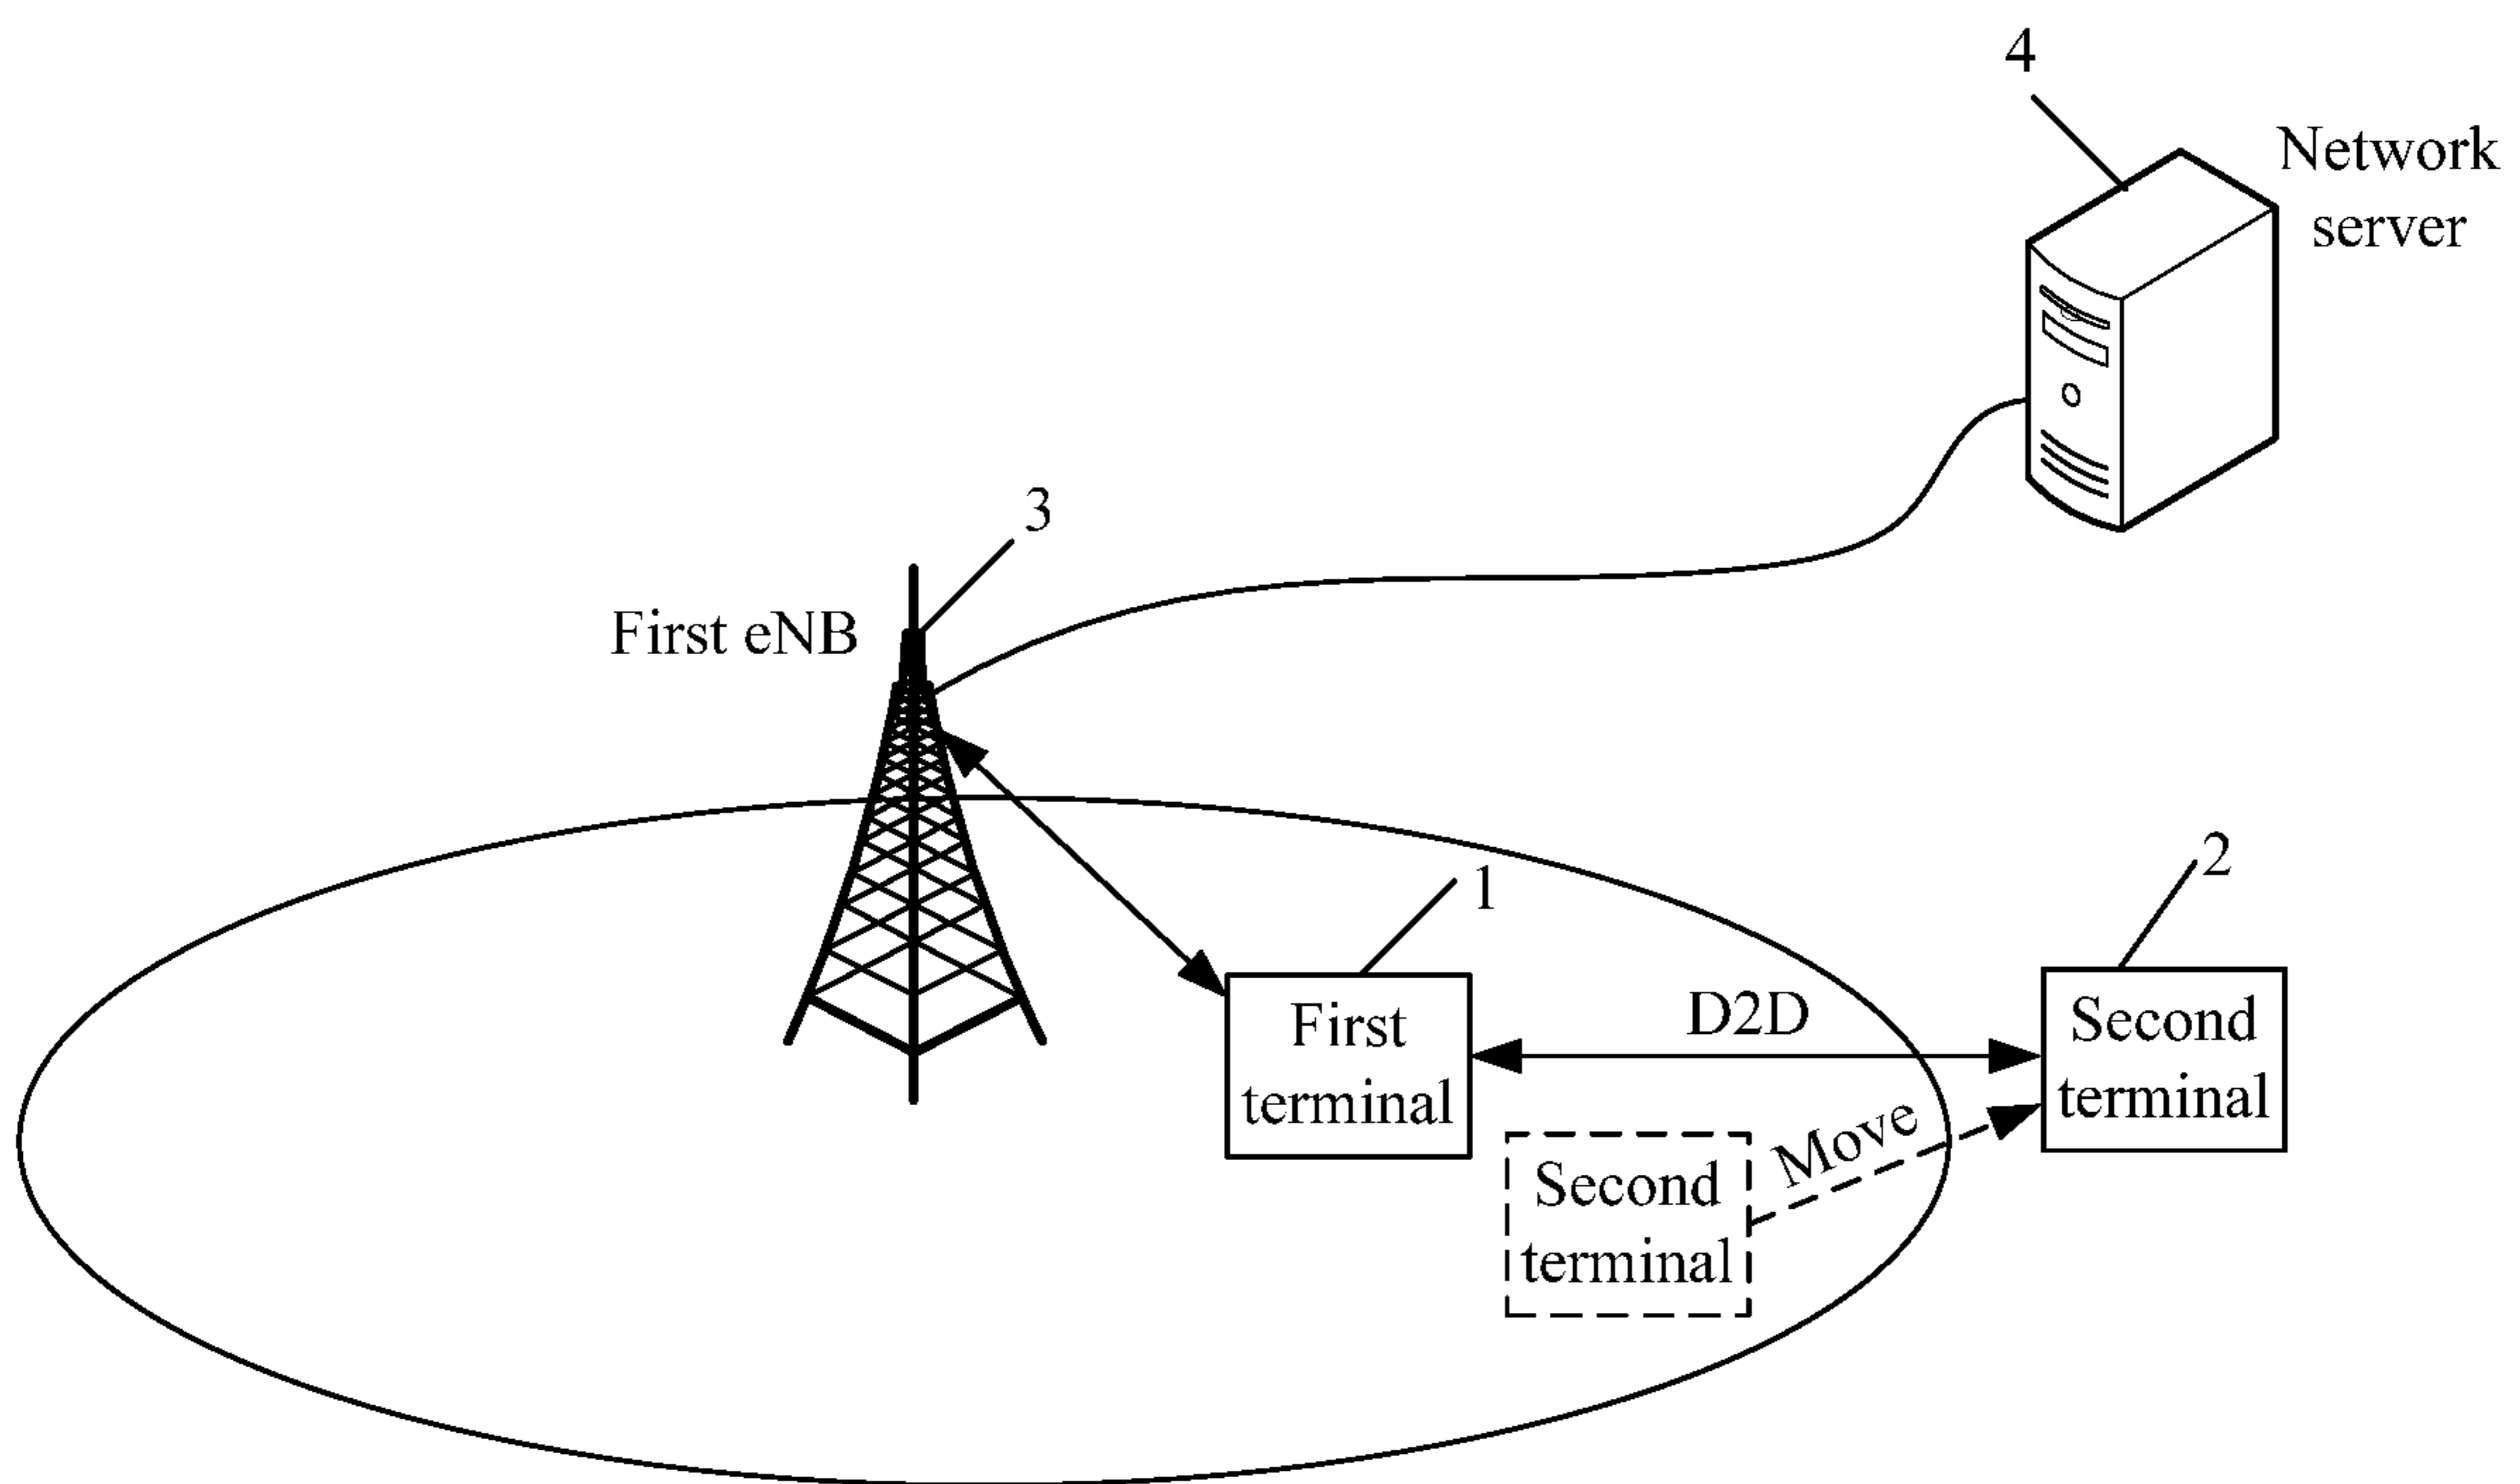 4
Network
server
3
First eNB
1
2
First
terminal
D2D
Second
terminal
Move
Second
terminal